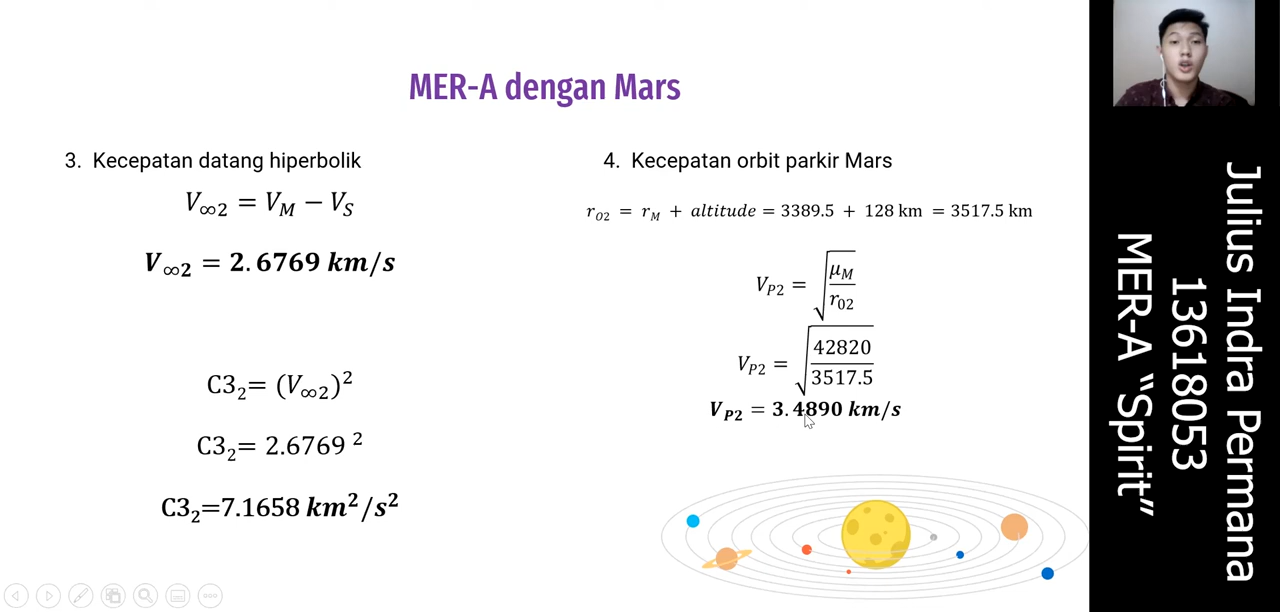 MER-A dengan Mars
3. Kecepatan datang hiperbolik
V∞2 = VM − VS
V∞2 = 2.6769 km/s
C32= (V∞2)2
C32= 2.6769 2
C32=7.1658 km2/s2
4. Kecepatan orbit parkir Mars
rO2 = rM + altitude = 3389.5 + 128 km = 3517.5 km
VP2 = √(μM / r02)
VP2 = √(42820 / 3517.5)
VP2 = 3.4890 km/s
Julius Indra Permana
13618053
MER-A “Spirit”